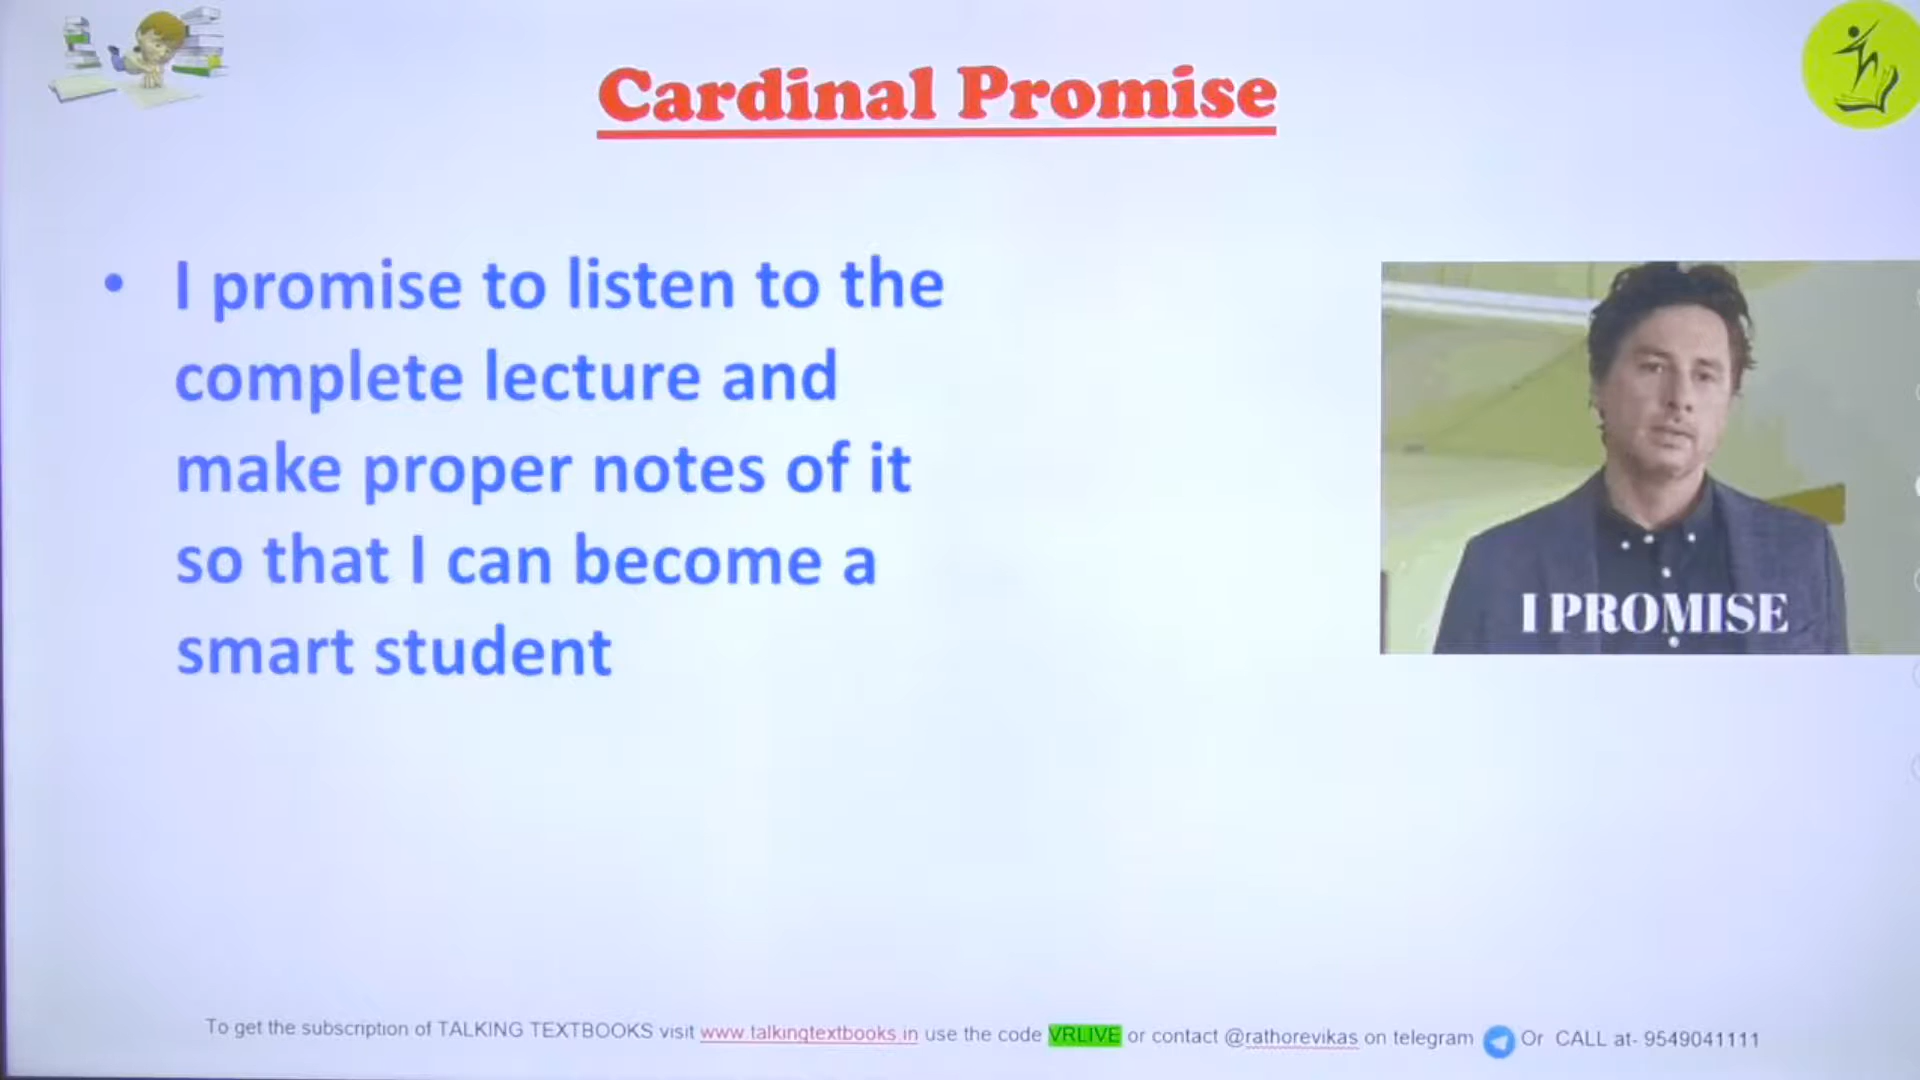 Cardinal Promise
• I promise to listen to the
complete lecture and
make proper notes of it
so that I can become a
smart student
I PROMISE
To get the subscription of TALKING TEXTBOOKS visit www.talkingtextbooks.in use the code VRLIVE or contact @rathorevikas on telegram Or CALL at- 9549041111